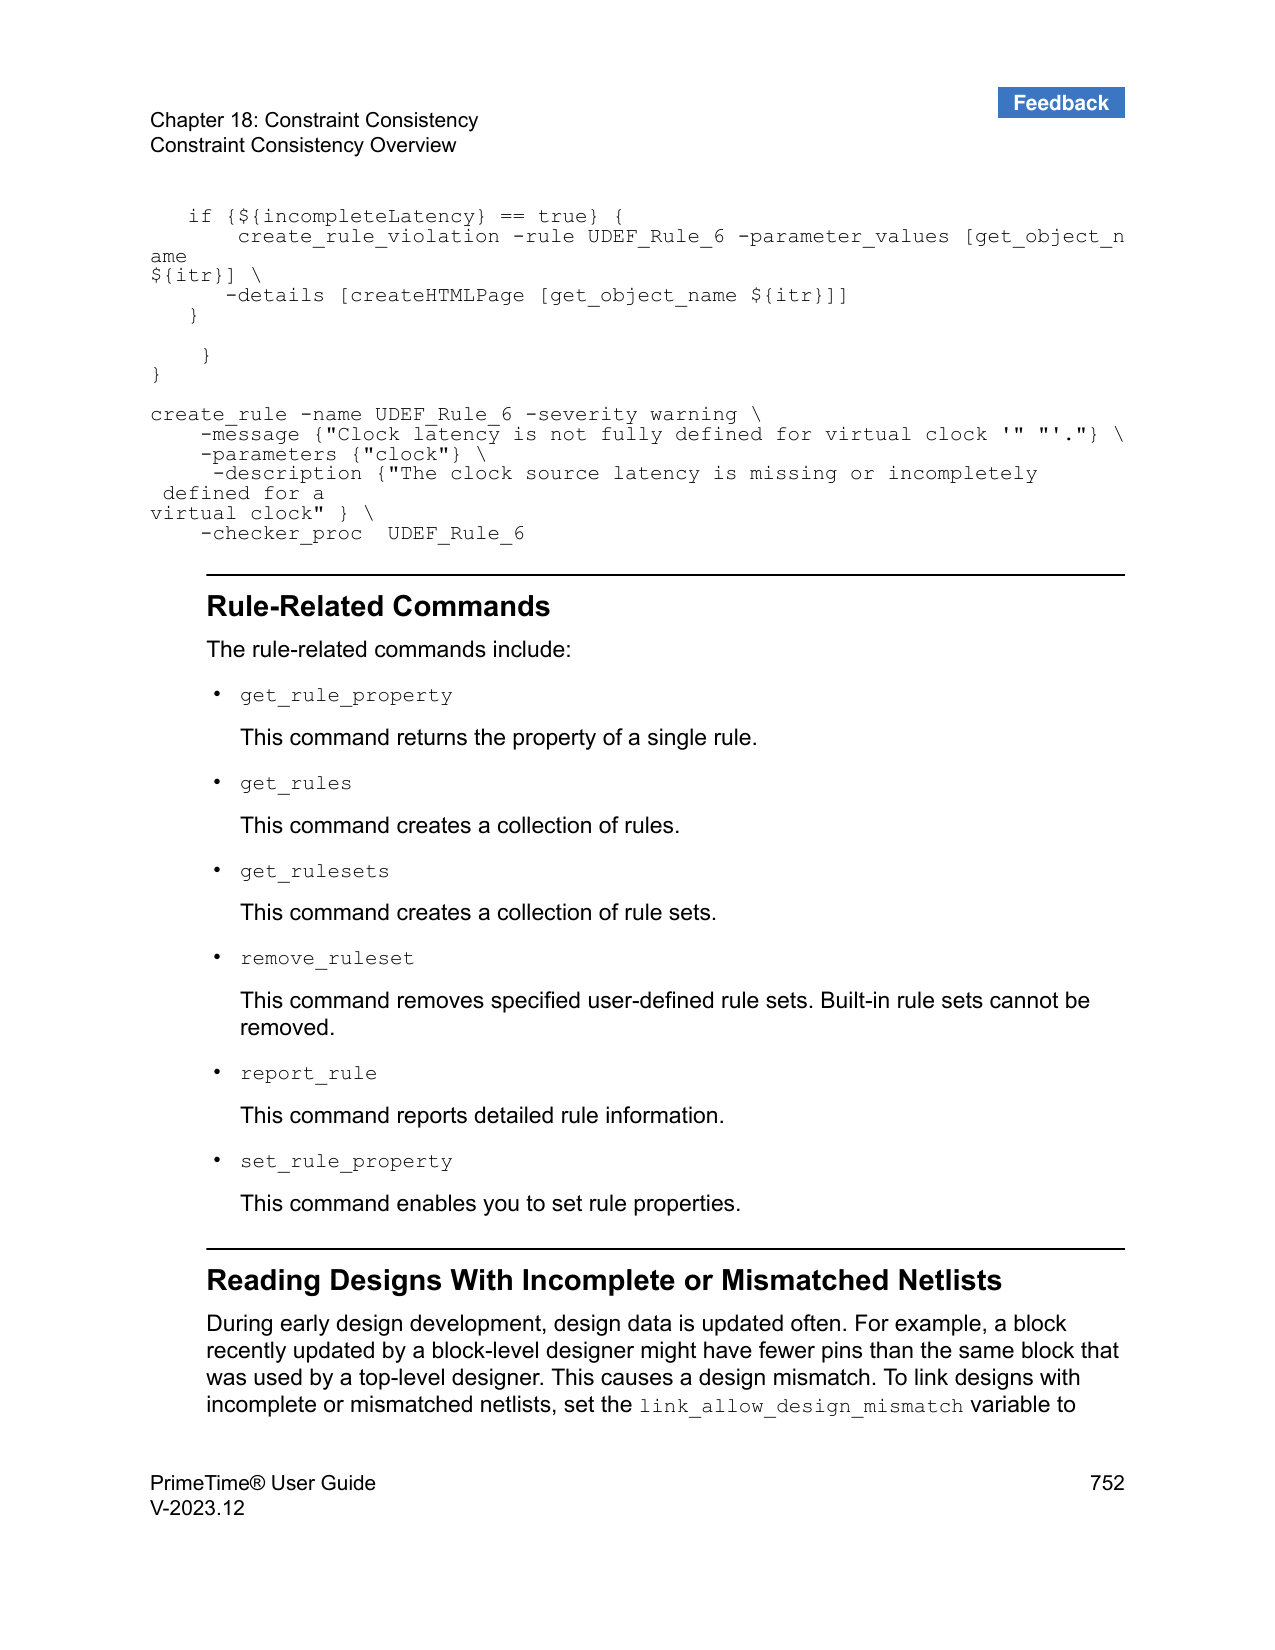 Feedback
Chapter 18: Constraint Consistency
Constraint Consistency Overview
if {${incompleteLatency} == true} {
create_rule_violation -rule UDEF_Rule_6 -parameter_values [get_object_n
ame
${itr}] \
-details [createHTMLPage [get_object_name ${itr}]]
}
}
}
create_rule -name UDEF_Rule_6 -severity warning \
-message {"Clock latency is not fully defined for virtual clock '" "'."} \
-parameters {"clock"} \
-description {"The clock source latency is missing or incompletely
defined for a
virtual clock" } \
-checker_proc  UDEF_Rule_6
Rule-Related Commands
The rule-related commands include:
• get_rule_property
This command returns the property of a single rule.
• get_rules
This command creates a collection of rules.
• get_rulesets
This command creates a collection of rule sets.
• remove_ruleset
This command removes specified user-defined rule sets. Built-in rule sets cannot be
removed.
• report_rule
This command reports detailed rule information.
• set_rule_property
This command enables you to set rule properties.
Reading Designs With Incomplete or Mismatched Netlists
During early design development, design data is updated often. For example, a block
recently updated by a block-level designer might have fewer pins than the same block that
was used by a top-level designer. This causes a design mismatch. To link designs with
incomplete or mismatched netlists, set the link_allow_design_mismatch variable to
PrimeTime® User Guide
752
V-2023.12